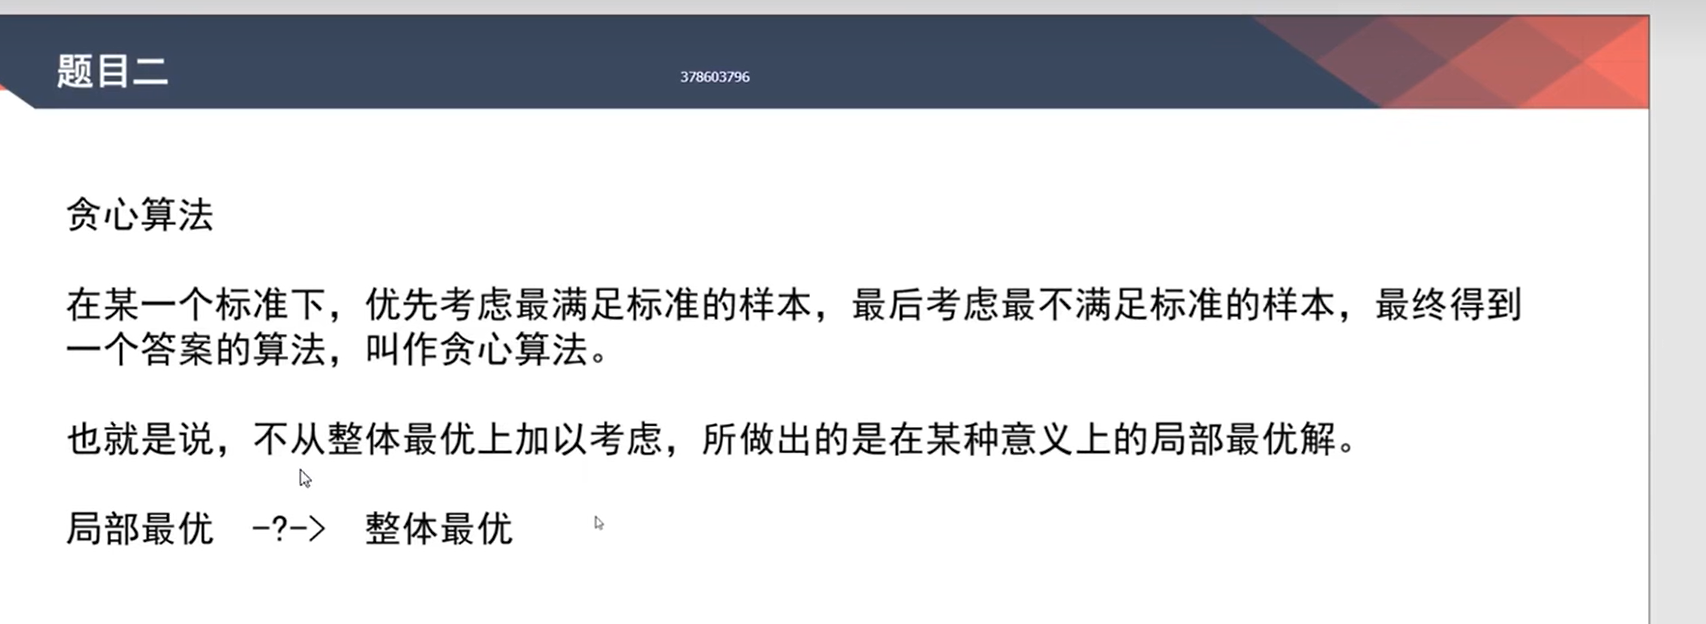 题目二
378603796
贪心算法
在某一个标准下，优先考虑最满足标准的样本，最后考虑最不满足标准的样本，最终得到
一个答案的算法，叫作贪心算法。
也就是说，不从整体最优上加以考虑，所做出的是在某种意义上的局部最优解。
局部最优 -?-> 整体最优